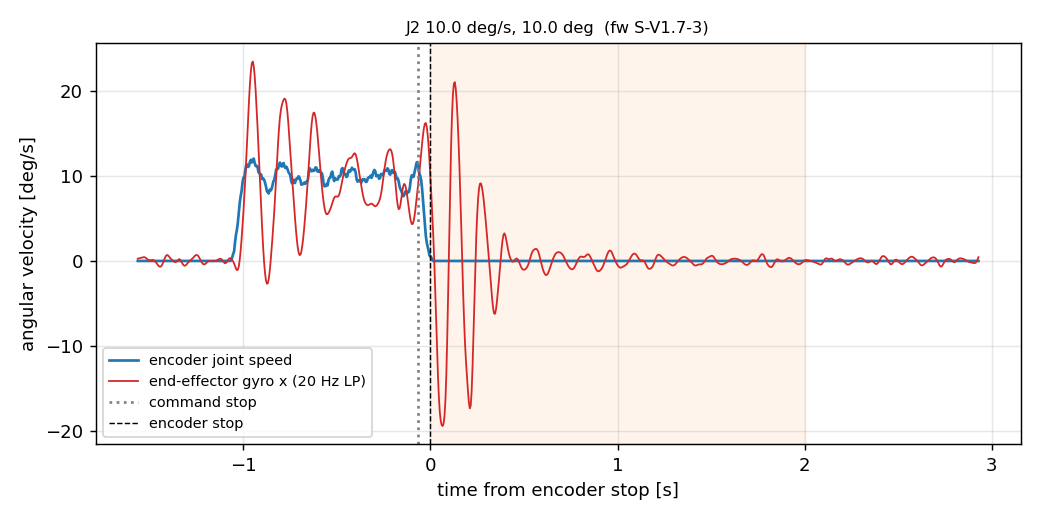 J2 10.0 deg/s, 10.0 deg  (fw S-V1.7-3)
angular velocity [deg/s]
20
10
0
−10
−20
encoder joint speed
end-effector gyro x (20 Hz LP)
command stop
encoder stop
−1
0
1
2
3
time from encoder stop [s]